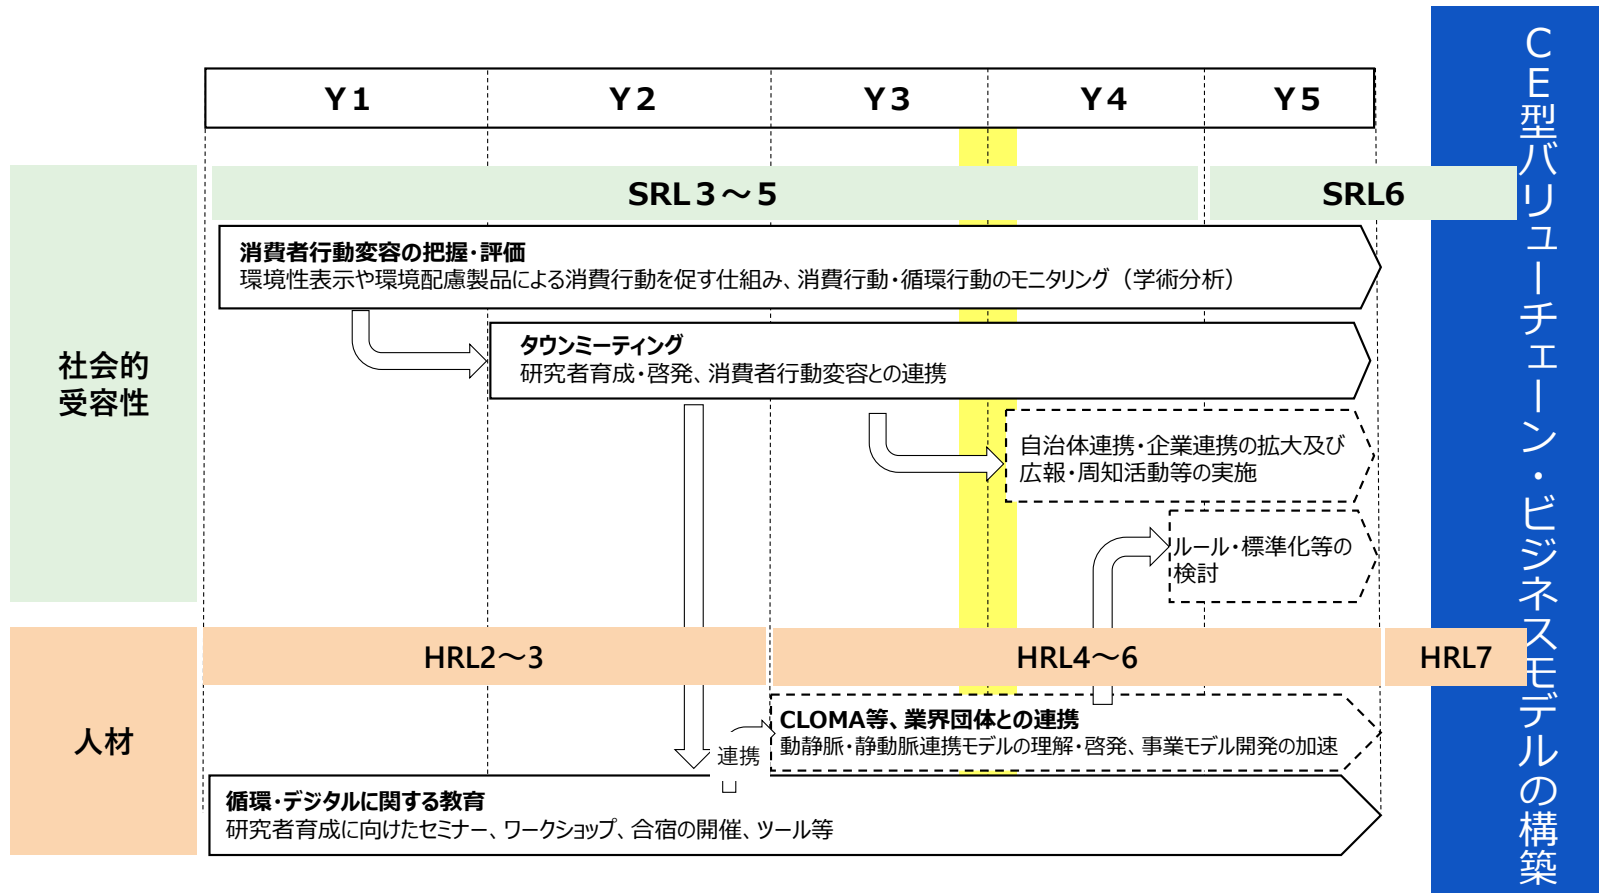 Y1
Y2
Y3
Y4
Y5
SRL3~5
SRL6
社会的
受容性
消費者行動変容の把握・評価
環境性表示や環境配慮製品による消費行動を促す仕組み、消費行動・循環行動のモニタリング（学術分析）
タウンミーティング
研究者育成・啓発、消費者行動変容との連携
自治体連携・企業連携の拡大及び
広報・周知活動等の実施
ルール・標準化等の
検討
HRL2~3
HRL4~6
HRL7
人材
CLOMA等、業界団体との連携
動静脈・静動脈連携モデルの理解・啓発、事業モデル開発の加速
連携
循環・デジタルに関する教育
研究者育成に向けたセミナー、ワークショップ、合宿の開催、ツール等
CE型バリューチェーン・ビジネスモデルの構築